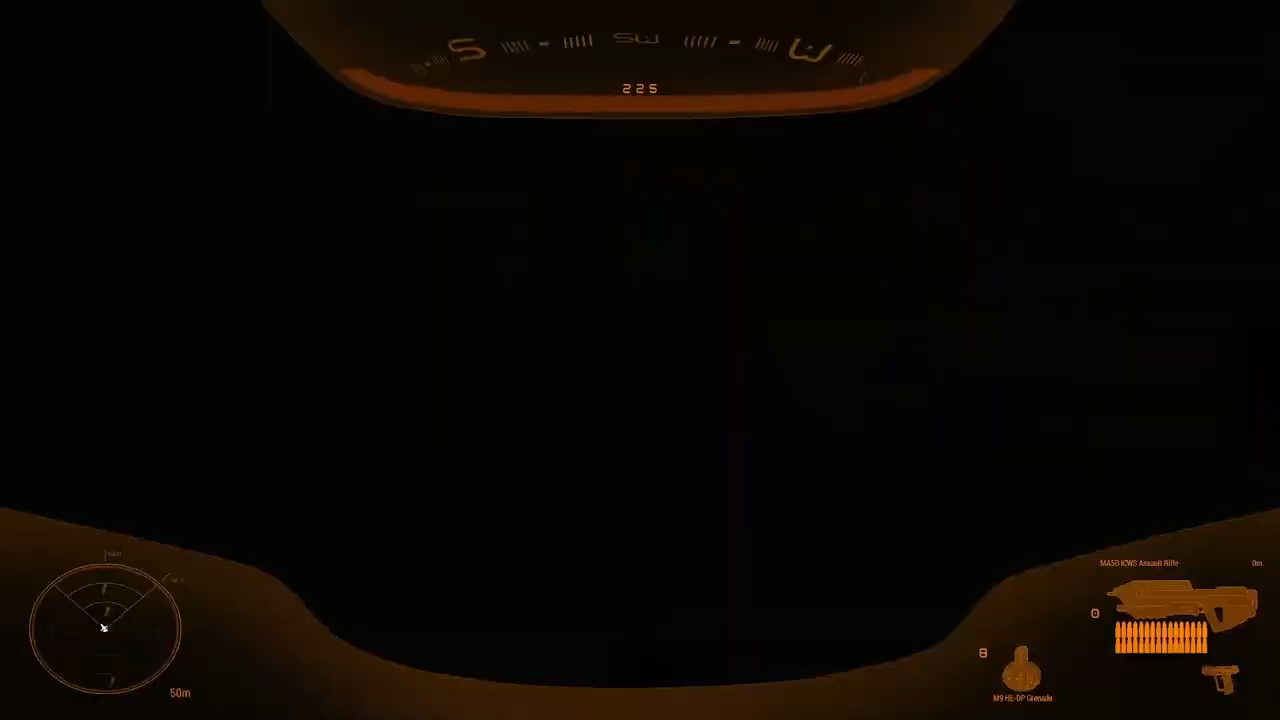 S SW W
225
MA5B ICWS Assault Rifle 0m
0
8
M9 HE-DP Grenade
50m